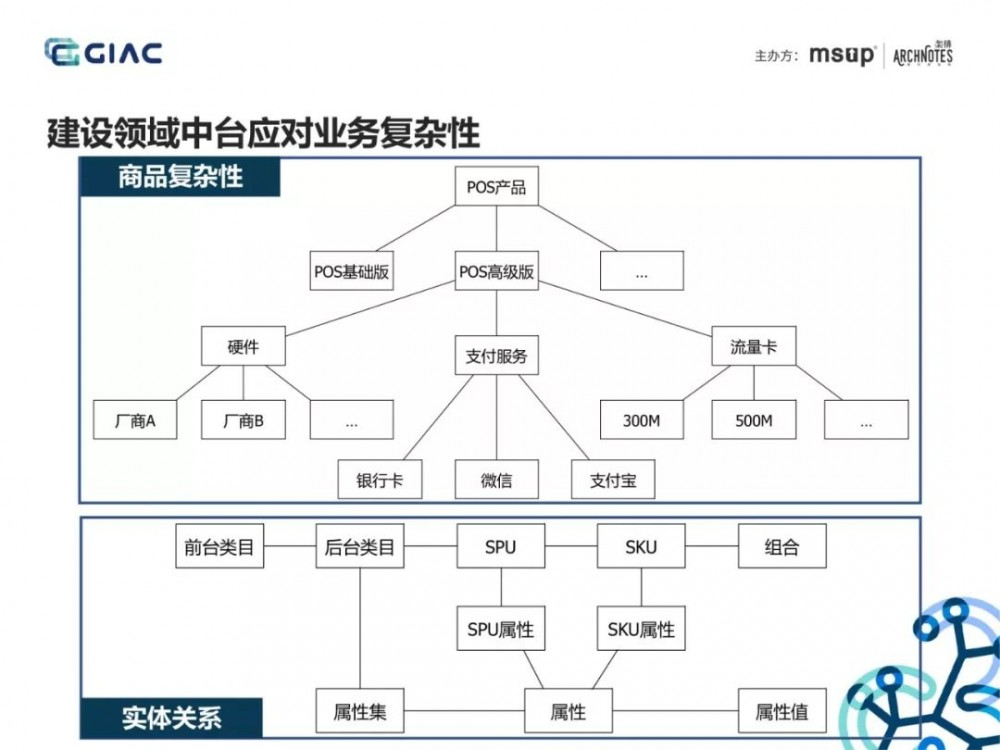 GIAC
主办方：msup ARCHNOTES
建设领域中台应对业务复杂性
商品复杂性
POS产品
POS基础版 POS高级版 ...
硬件 支付服务 流量卡
厂商A 厂商B ... 300M 500M ...
银行卡 微信 支付宝
前台类目 后台类目 SPU SKU 组合
SPU属性 SKU属性
属性集 属性 属性值
实体关系